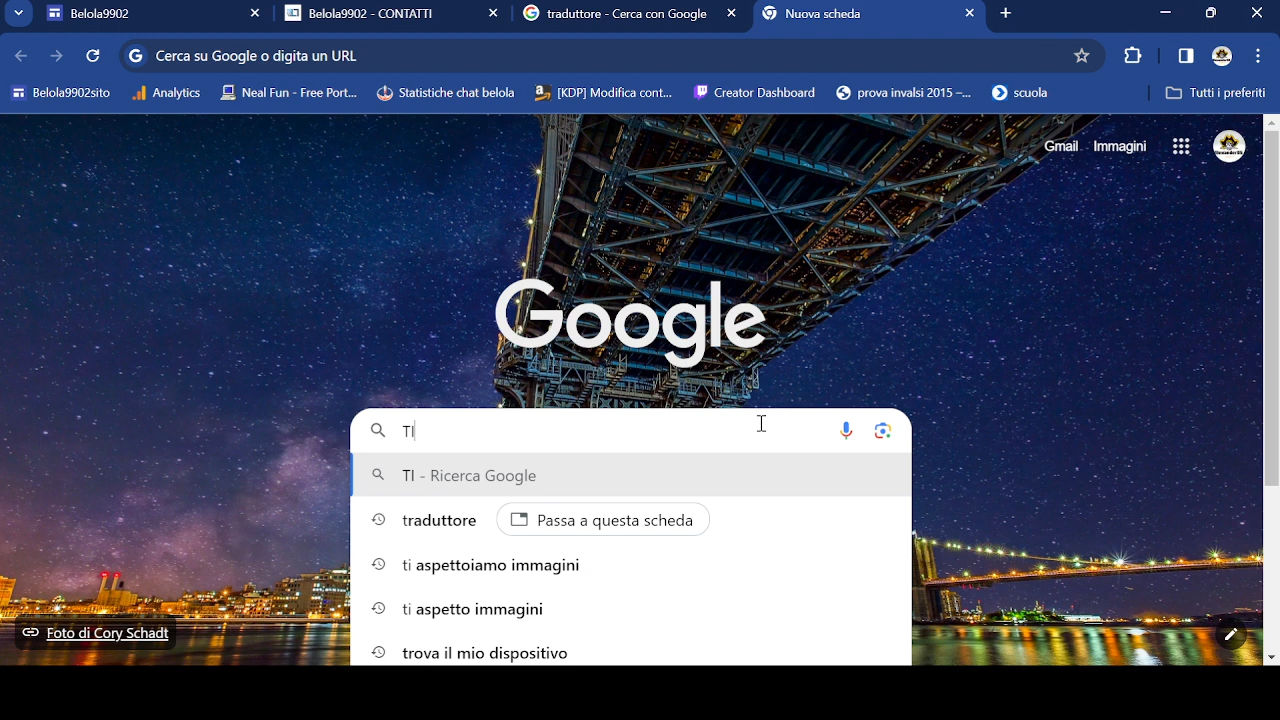 Belola9902
Belola9902 - CONTATTI
traduttore - Cerca con Google
Nuova scheda
Cerca su Google o digita un URL
Belola9902sito
Analytics
Neal Fun - Free Port...
Statistiche chat belola
[KDP] Modifica cont...
Creator Dashboard
prova invalsi 2015 –...
scuola
Tutti i preferiti
Gmail
Immagini
Google
TI
TI - Ricerca Google
traduttore
Passa a questa scheda
ti aspettoiamo immagini
ti aspetto immagini
trova il mio dispositivo
Foto di Cory Schadt